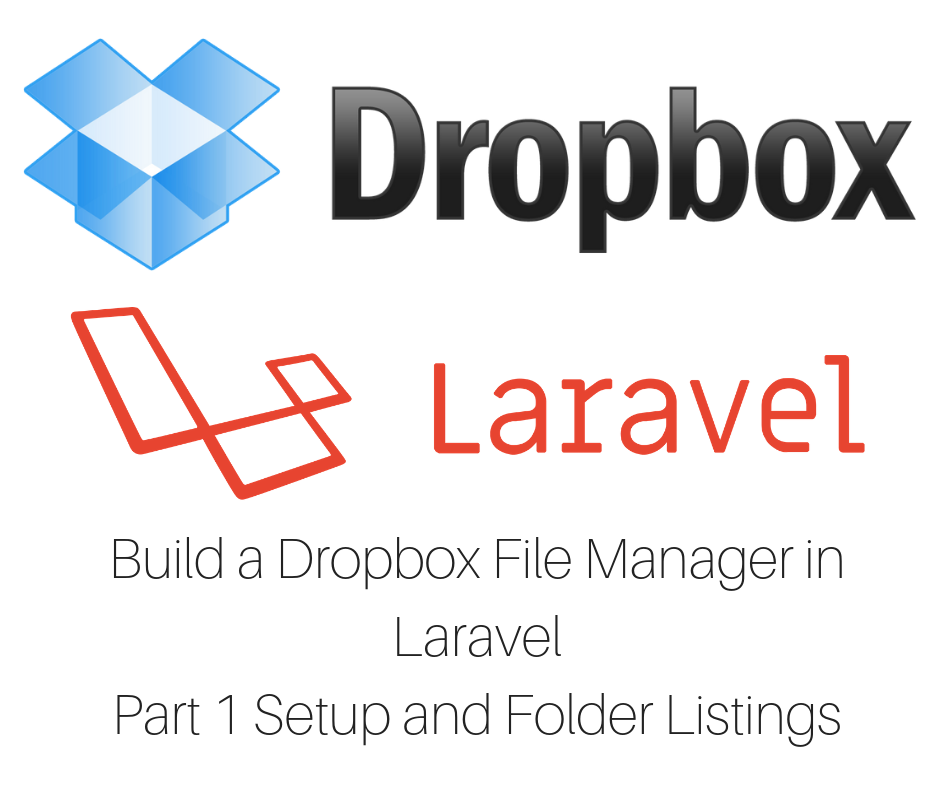 Dropbox
Laravel
Build a Dropbox File Manager in
Laravel
Part 1 Setup and Folder Listings